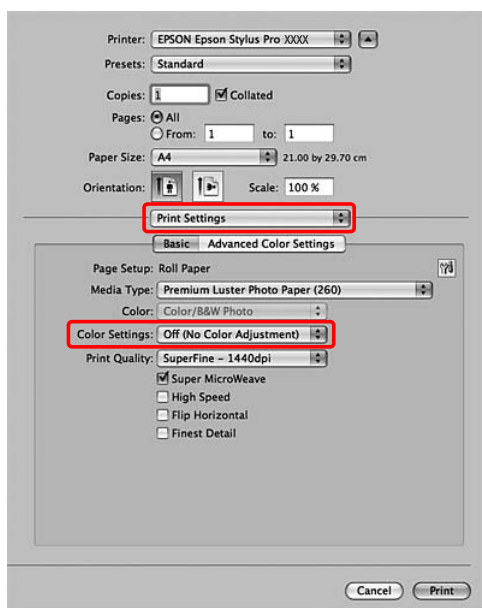 Printer: EPSON Epson Stylus Pro XXXX
Presets: Standard
Copies: 1 Collated
Pages: All
From: 1 to: 1
Paper Size: A4 21.00 by 29.70 cm
Orientation: Scale: 100 %
Print Settings
Basic Advanced Color Settings
Page Setup: Roll Paper
Media Type: Premium Luster Photo Paper (260)
Color: Color/B&W Photo
Color Settings: Off (No Color Adjustment)
Print Quality: SuperFine – 1440dpi
Super MicroWeave
High Speed
Flip Horizontal
Finest Detail
Cancel Print